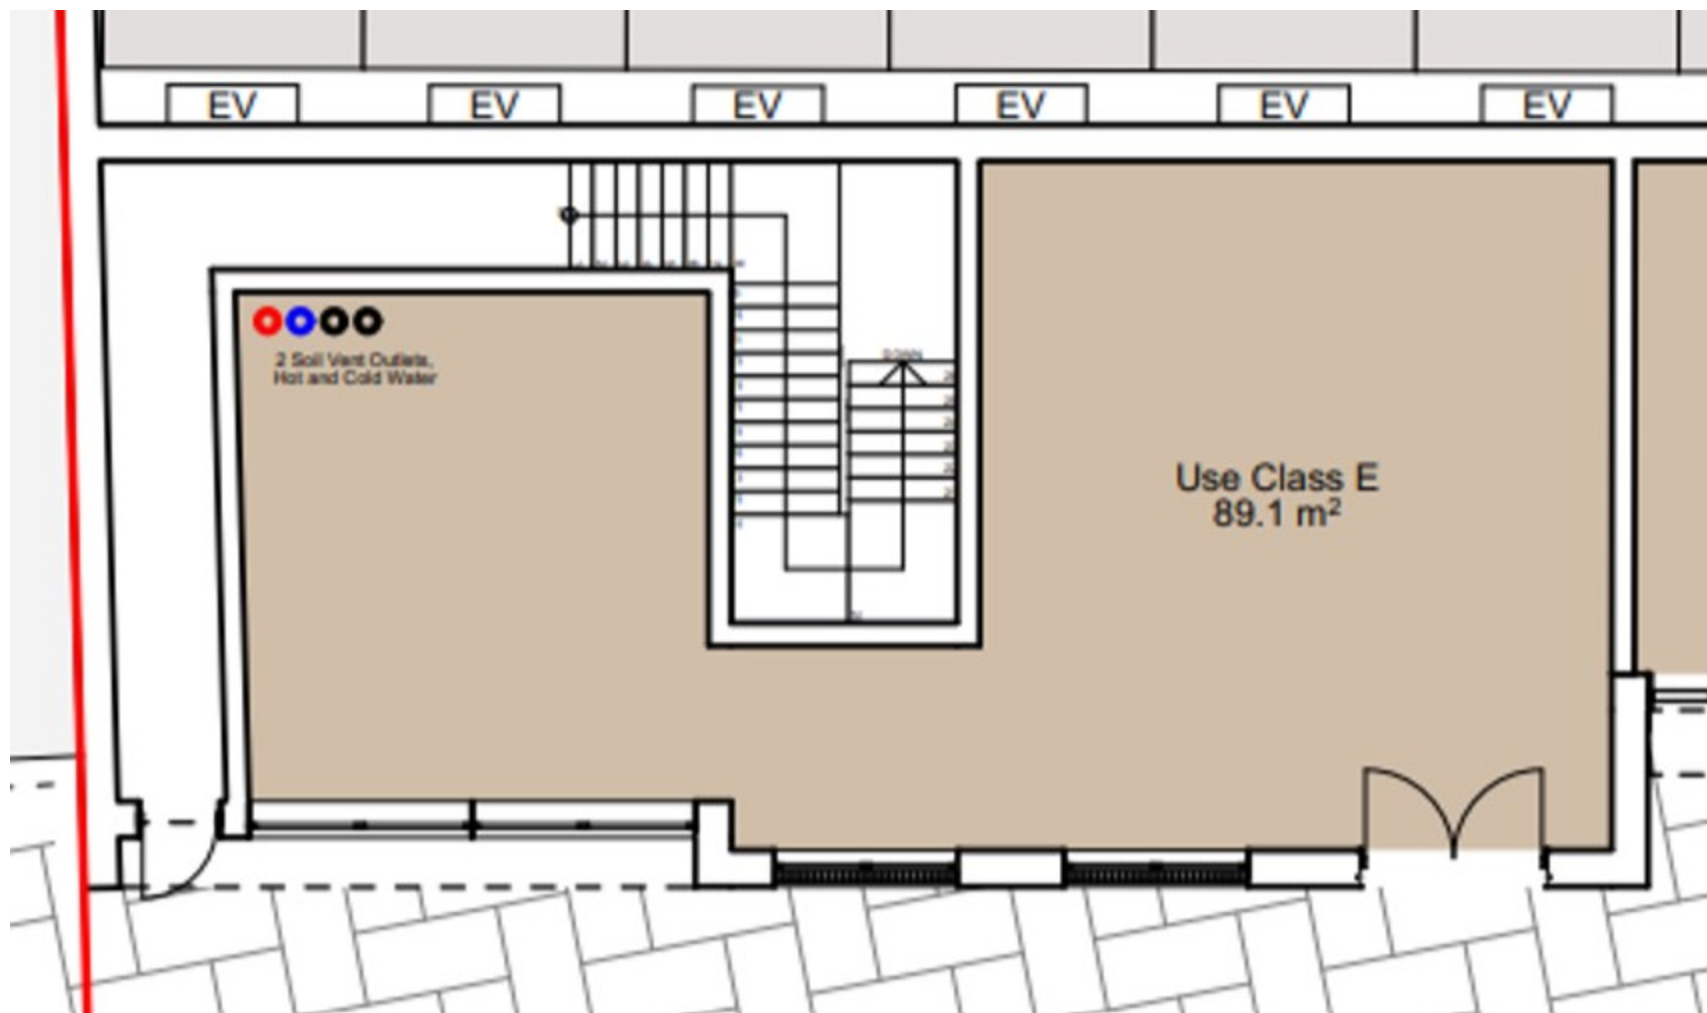 EV EV EV EV EV EV
2 Soil Vent Outlets,
Hot and Cold Water
DOWN
Use Class E
89.1 m²